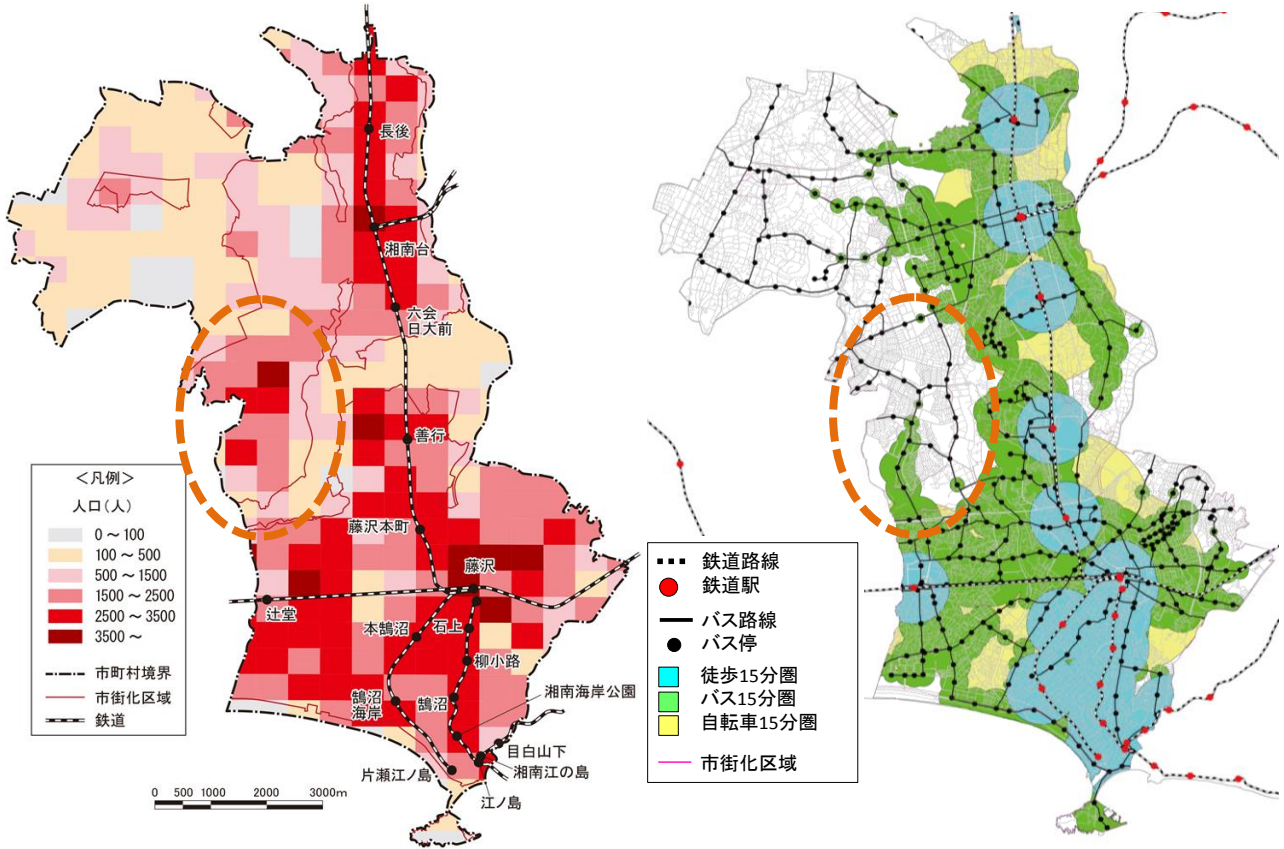 長後
湘南台
六会
日大前
善行
藤沢本町
藤沢
辻堂
本鵠沼
石上
柳小路
鵠沼
海岸
鵠沼
湘南海岸公園
目白山下
湘南江の島
片瀬江ノ島
江ノ島
＜凡例＞
人口（人）
0～100
100～500
500～1500
1500～2500
2500～3500
3500～
市町村境界
市街化区域
鉄道
0 500 1000 2000 3000m
鉄道路線
鉄道駅
バス路線
バス停
徒歩15分圏
バス15分圏
自転車15分圏
市街化区域